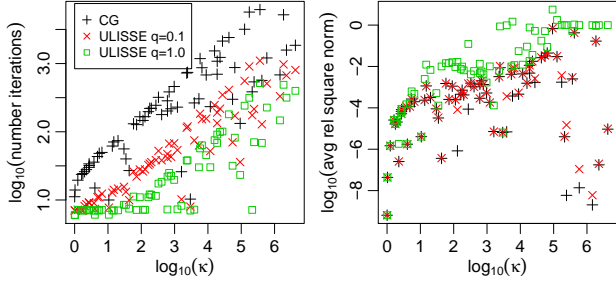 CG
ULISSE q=0.1
ULISSE q=1.0
log10(number iterations)
1.0 2.0 3.0
0 1 2 3 4 5 6
log10(κ)
log10(avg rel square norm)
-8 -6 -4 -2 0
0 1 2 3 4 5 6
log10(κ)